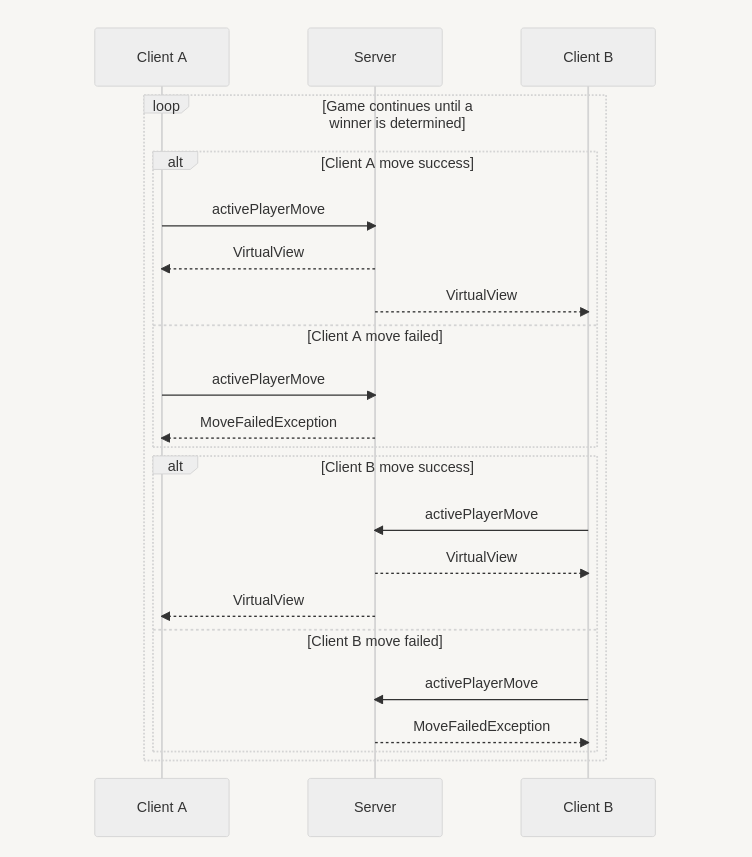 Client A
Server
Client B
loop
[Game continues until a
winner is determined]
alt
[Client A move success]
activePlayerMove
VirtualView
VirtualView
[Client A move failed]
activePlayerMove
MoveFailedException
alt
[Client B move success]
activePlayerMove
VirtualView
VirtualView
[Client B move failed]
activePlayerMove
MoveFailedException
Client A
Server
Client B